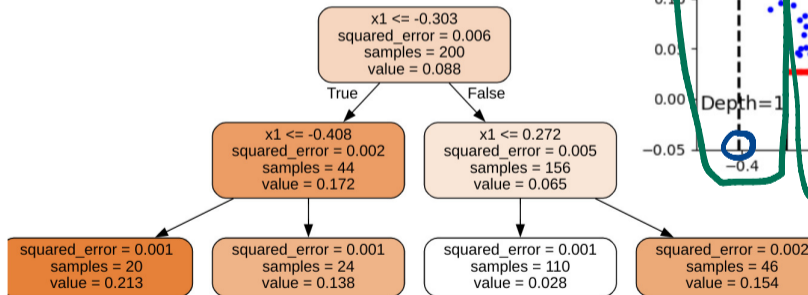 x1 <= -0.303
squared_error = 0.006
samples = 200
value = 0.088
True
False
x1 <= -0.408
squared_error = 0.002
samples = 44
value = 0.172
x1 <= 0.272
squared_error = 0.005
samples = 156
value = 0.065
squared_error = 0.001
samples = 20
value = 0.213
squared_error = 0.001
samples = 24
value = 0.138
squared_error = 0.001
samples = 110
value = 0.028
squared_error = 0.002
samples = 46
value = 0.154
0.00
Depth=1
−0.05
−0.4